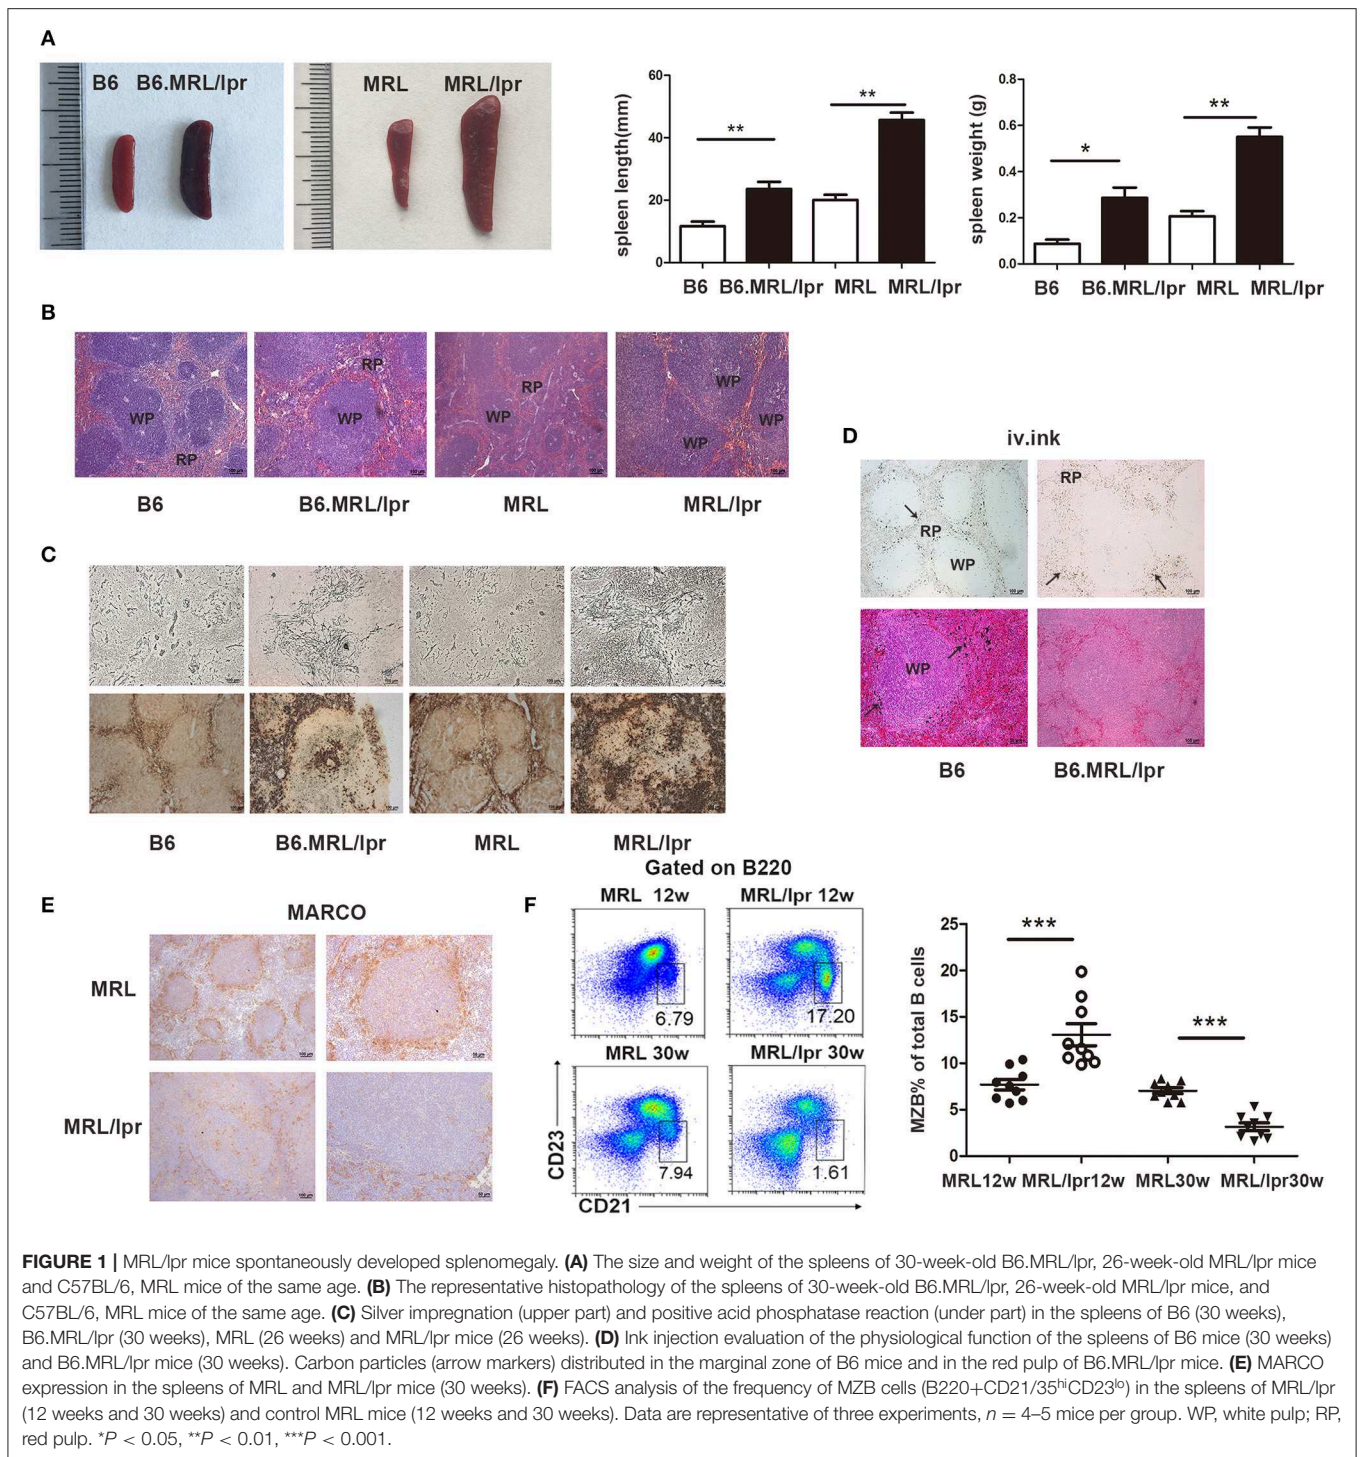 A
B6 B6.MRL/lpr
MRL MRL/lpr
spleen length(mm)
60
40
20
0
**
**
B6 B6.MRL/lpr MRL MRL/lpr
spleen weight (g)
0.8
0.6
0.4
0.2
0.0
*
**
B6 B6.MRL/lpr MRL MRL/lpr
B
WP
RP
RP
WP
RP
WP
WP
WP
WP
B6 B6.MRL/lpr MRL MRL/lpr
C
B6 B6.MRL/lpr MRL MRL/lpr
D
iv.ink
RP
WP
RP
WP
B6 B6.MRL/lpr
E
MARCO
MRL
MRL/lpr
F
Gated on B220
MRL 12w MRL/lpr 12w
6.79
17.20
MRL 30w MRL/lpr 30w
7.94
1.61
CD23
CD21
MZB% of total B cells
25
20
15
10
5
0
***
***
MRL12w MRL/lpr12w MRL30w MRL/lpr30w
FIGURE 1 | MRL/lpr mice spontaneously developed splenomegaly. (A) The size and weight of the spleens of 30-week-old B6.MRL/lpr, 26-week-old MRL/lpr mice
and C57BL/6, MRL mice of the same age. (B) The representative histopathology of the spleens of 30-week-old B6.MRL/lpr, 26-week-old MRL/lpr mice, and
C57BL/6, MRL mice of the same age. (C) Silver impregnation (upper part) and positive acid phosphatase reaction (under part) in the spleens of B6 (30 weeks),
B6.MRL/lpr (30 weeks), MRL (26 weeks) and MRL/lpr mice (26 weeks). (D) Ink injection evaluation of the physiological function of the spleens of B6 mice (30 weeks)
and B6.MRL/lpr mice (30 weeks). Carbon particles (arrow markers) distributed in the marginal zone of B6 mice and in the red pulp of B6.MRL/lpr mice. (E) MARCO
expression in the spleens of MRL and MRL/lpr mice (30 weeks). (F) FACS analysis of the frequency of MZB cells (B220+CD21/35hiCD23lo) in the spleens of MRL/lpr
(12 weeks and 30 weeks) and control MRL mice (12 weeks and 30 weeks). Data are representative of three experiments, n = 4–5 mice per group. WP, white pulp; RP,
red pulp. *P < 0.05, **P < 0.01, ***P < 0.001.